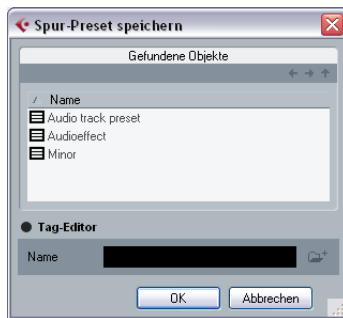 Spur-Preset speichern
Gefundene Objekte
Name
Audio track preset
Audioeffect
Minor
Tag-Editor
Name
OK Abbrechen